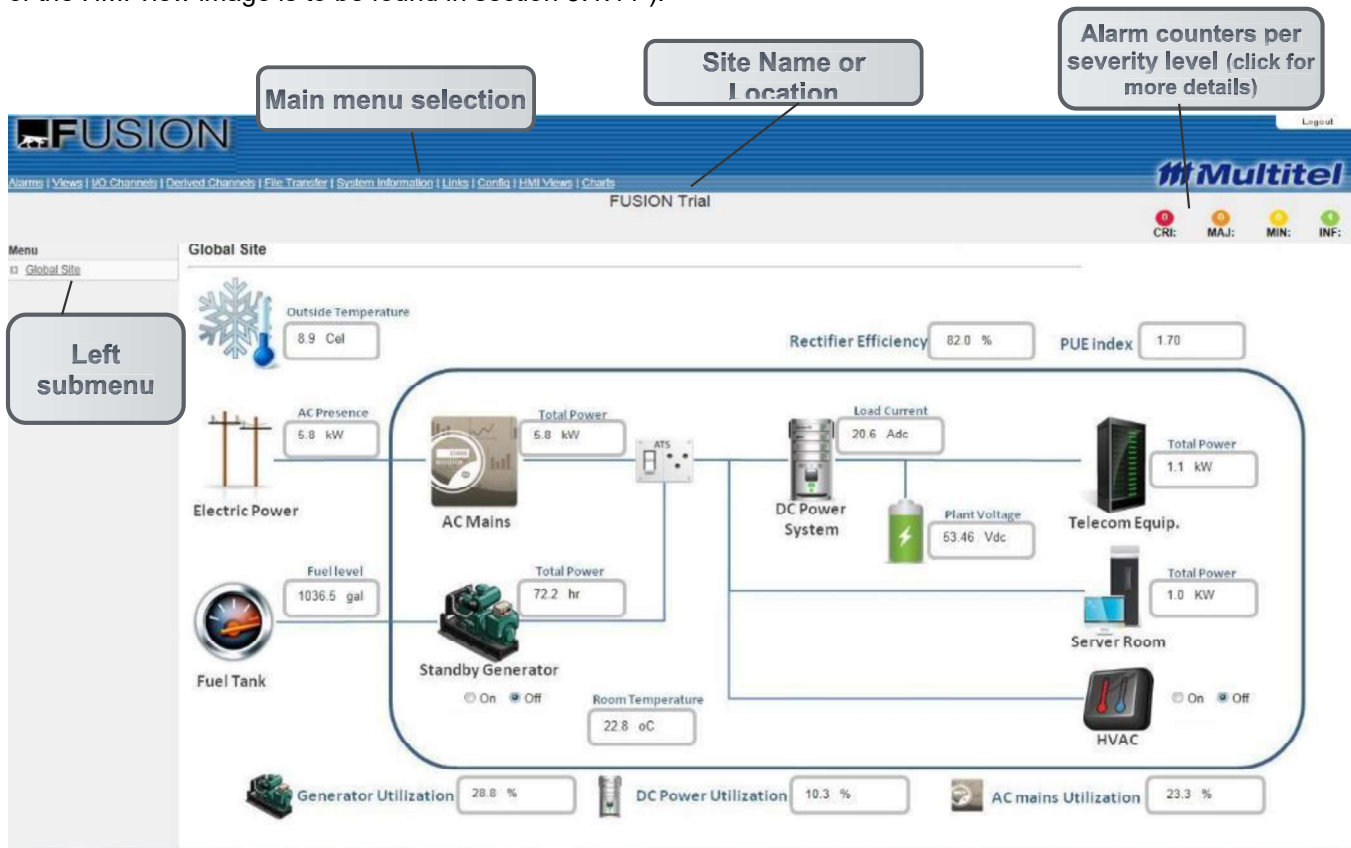 of the HMI view image is to be found in section
Alarm counters per
severity level (click for
more details)
Site Name or
Location
Main menu selection
FUSION
Logout
Multitel
Alarms | Views | I/O Channels | Derived Channels | File Transfer | System Information | Links | Config | HMI Views | Charts
FUSION Trial
0 0 0 1
CRI: MAJ: MIN: INF:
Menu
Global Site
Global Site
Left
submenu
Outside Temperature
8.9 Cel
Rectifier Efficiency 82.0 %
PUE index 1.70
AC Presence
5.8 kW
Electric Power
Total Power
5.8 kW
AC Mains
ATS
Load Current
20.6 Adc
DC Power
System
Plant Voltage
53.46 Vdc
Total Power
1.1 kW
Telecom Equip.
Fuel level
1036.5 gal
Fuel Tank
Total Power
72.2 hr
Standby Generator
On Off
Room Temperature
22.8 oC
Total Power
1.0 KW
Server Room
On Off
HVAC
Generator Utilization 28.8 %
DC Power Utilization 10.3 %
AC mains Utilization 23.3 %